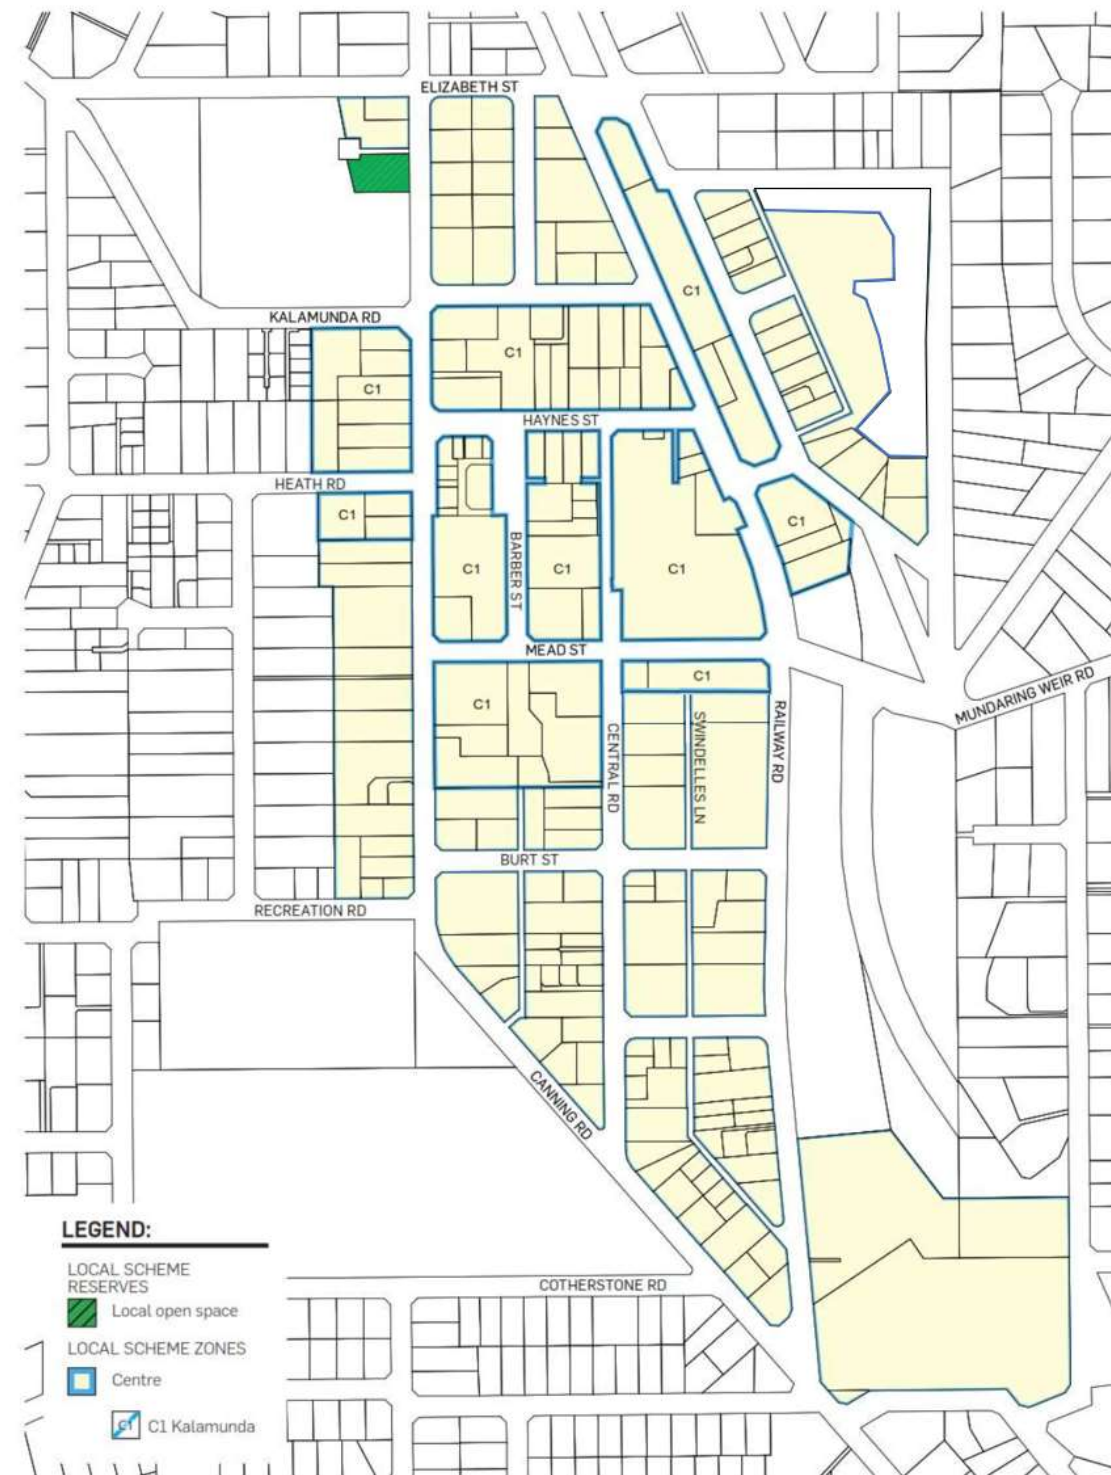 ELIZABETH ST
C1
KALAMUNDA RD
C1
C1
HAYNES ST
HEATH RD
C1
C1
BARBER ST
C1
C1
C1
MEAD ST
C1
C1
MUNDARING WEIR RD
CENTRAL RD
SWINDELLES LN
RAILWAY RD
BURT ST
RECREATION RD
CANNING RD
COTHERSTONE RD
LEGEND:
LOCAL SCHEME
RESERVES
Local open space
LOCAL SCHEME ZONES
Centre
C1
C1 Kalamunda